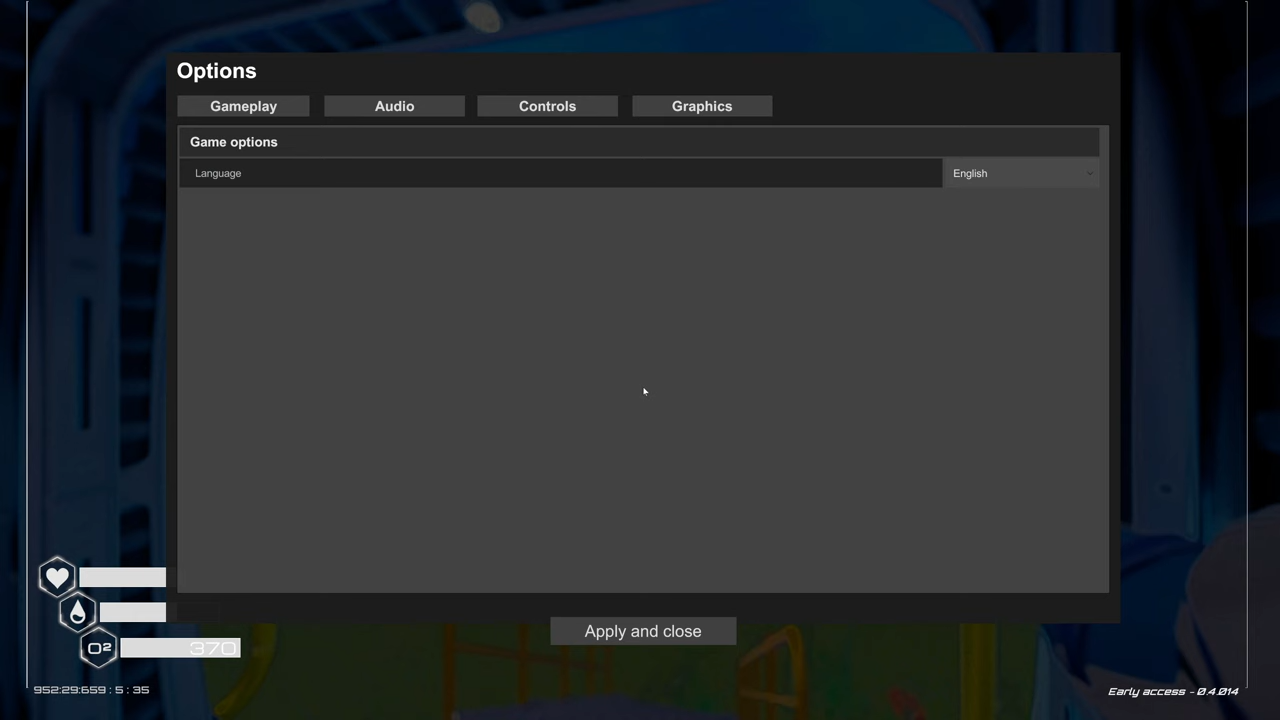 Options
Gameplay Audio Controls Graphics
Game options
Language English
Apply and close
O²
370
952:29:659 : 5 : 35
Early access - 0.4.014